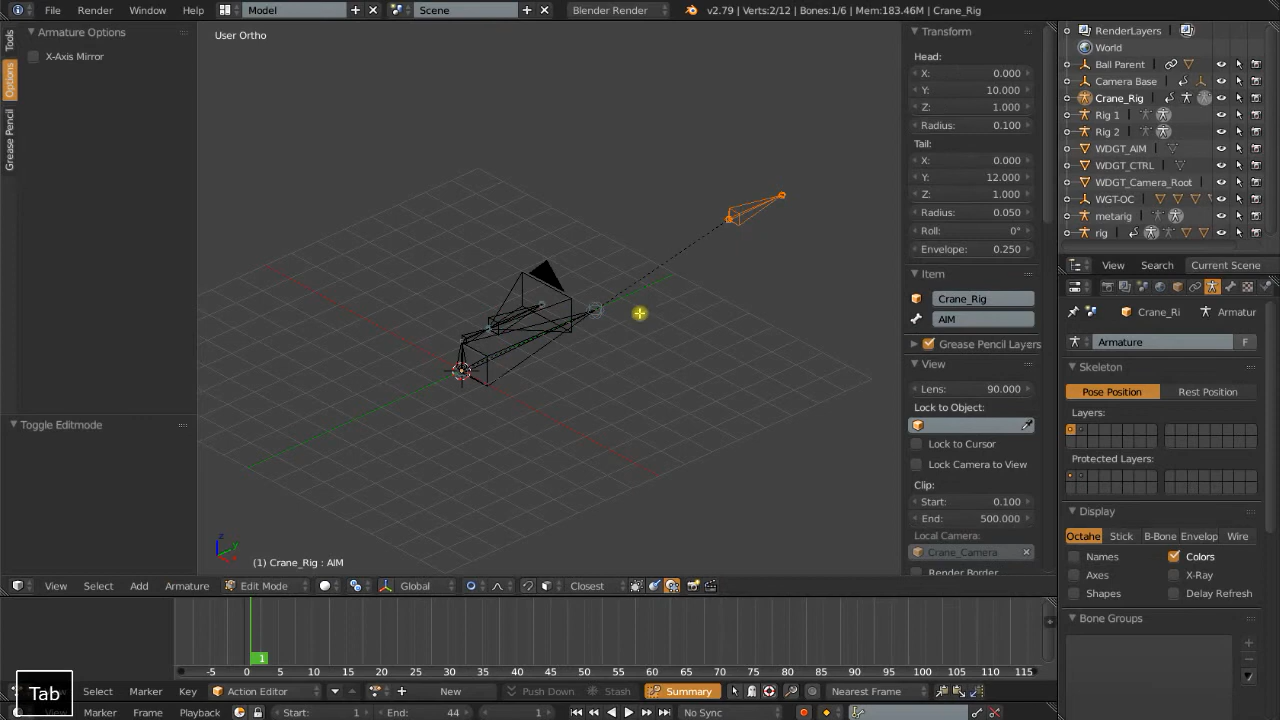 File Render Window Help Model Scene Blender Render v2.79 | Verts:2/12 | Bones:1/6 | Mem:183.46M | Crane_Rig
Tools
Options
Grease Pencil
Armature Options
X-Axis Mirror
Toggle Editmode
User Ortho
(1) Crane_Rig : AIM
Transform
Head:
X: 0.000
Y: 10.000
Z: 1.000
Radius: 0.100
Tail:
X: 0.000
Y: 12.000
Z: 1.000
Radius: 0.050
Roll: 0°
Envelope: 0.250
Item
Crane_Rig
AIM
Grease Pencil Layers
View
Lens: 90.000
Lock to Object:
Lock to Cursor
Lock Camera to View
Clip:
Start: 0.100
End: 500.000
Local Camera:
Crane_Camera
Render Border
RenderLayers
World
Ball Parent
Camera Base
Crane_Rig
Rig 1
Rig 2
WDGT_AIM
WDGT_CTRL
WDGT_Camera_Root
WGT-OC
metarig
rig
View Search Current Scene
Crane_Ri Armatur
Armature F
Skeleton
Pose Position Rest Position
Layers:
Protected Layers:
Display
Octahe Stick B-Bone Envelop Wire
Names Colors
Axes X-Ray
Shapes Delay Refresh
Bone Groups
View Select Add Armature Edit Mode Global Closest
1
-5 0 5 10 15 20 25 30 35 40 45 50 55 60 65 70 75 80 85 90 95 100 105 110 115
Tab
Select Marker Key Action Editor New Push Down Stash Summary Nearest Frame
Marker Frame Playback Start: 1 End: 44 1 No Sync